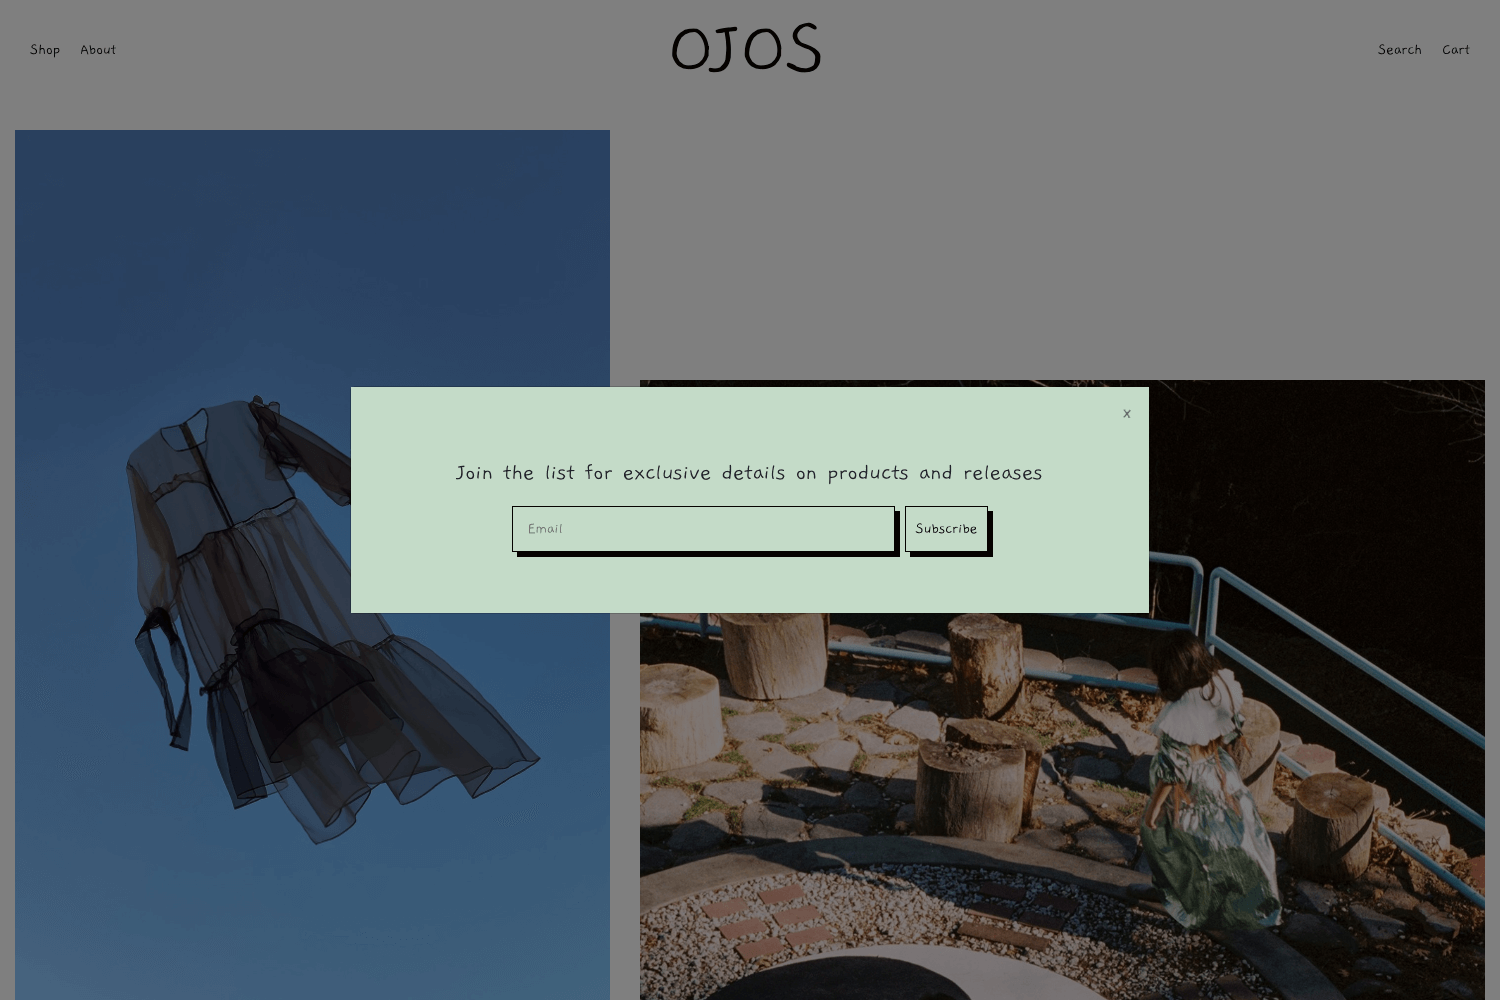 Shop About
OJOS
Search Cart
x
Join the list for exclusive details on products and releases
Email
Subscribe